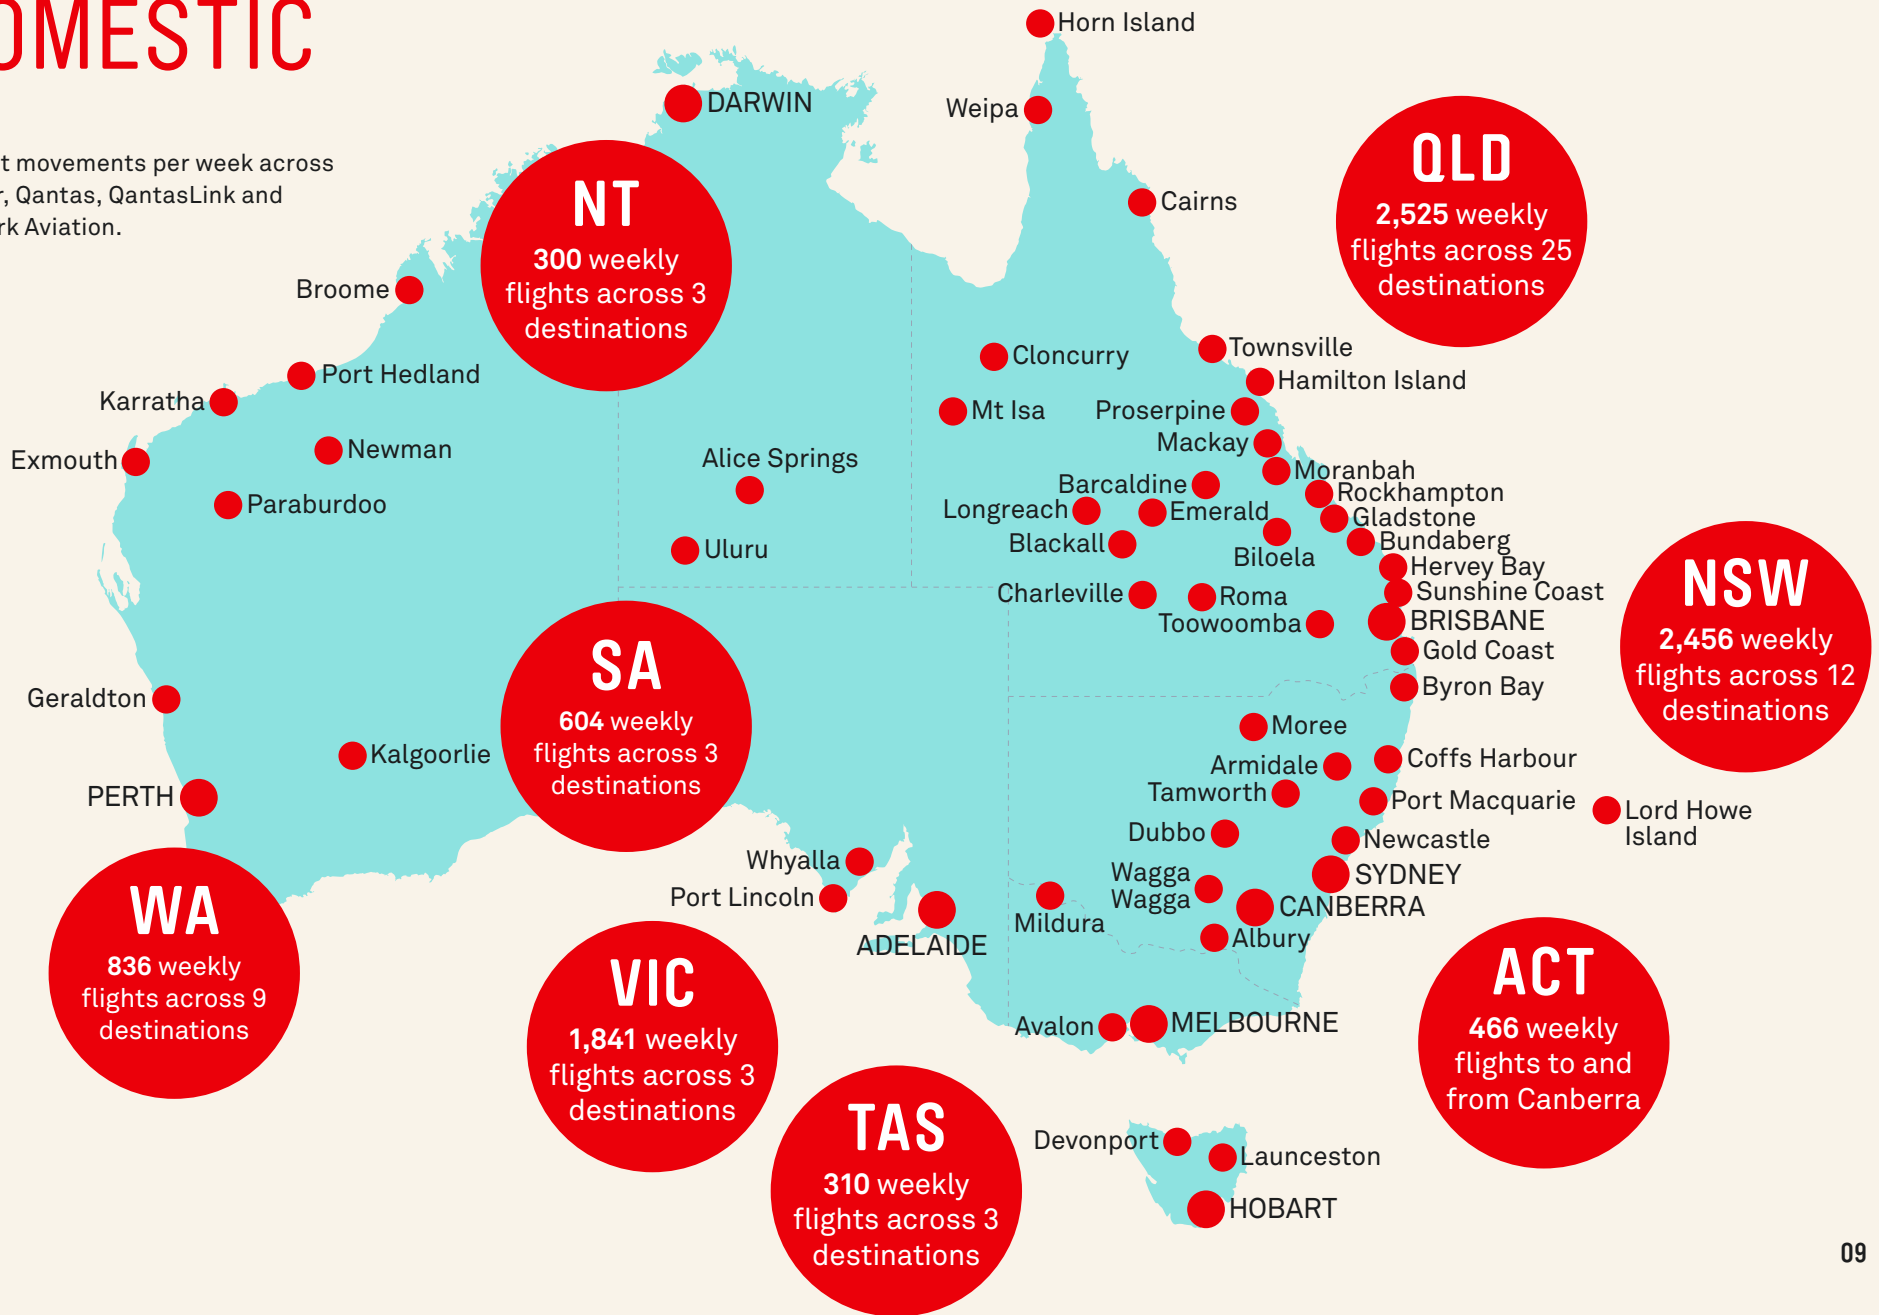 OMESTIC
t movements per week across
r, Qantas, QantasLink and
rk Aviation.
Horn Island
DARWIN
Weipa
QLD
2,525 weekly
flights across 25
destinations
NT
300 weekly
flights across 3
destinations
Cairns
Broome
Townsville
Cloncurry
Port Hedland
Hamilton Island
Karratha
Mt Isa
Proserpine
Mackay
Newman
Exmouth
Alice Springs
Moranbah
Barcaldine
Rockhampton
Paraburdoo
Longreach
Emerald
Gladstone
Blackall
Bundaberg
Uluru
Biloela
Hervey Bay
Charleville
Roma
Sunshine Coast
Toowoomba
BRISBANE
Gold Coast
NSW
2,456 weekly
flights across 12
destinations
SA
604 weekly
flights across 3
destinations
Byron Bay
Geraldton
Moree
Kalgoorlie
Armidale
Coffs Harbour
PERTH
Tamworth
Port Macquarie
Lord Howe
Island
Dubbo
Newcastle
Whyalla
Wagga
Wagga
SYDNEY
Port Lincoln
Mildura
CANBERRA
ADELAIDE
Albury
WA
836 weekly
flights across 9
destinations
VIC
1,841 weekly
flights across 3
destinations
Avalon
MELBOURNE
ACT
466 weekly
flights to and
from Canberra
TAS
310 weekly
flights across 3
destinations
Devonport
Launceston
HOBART
09